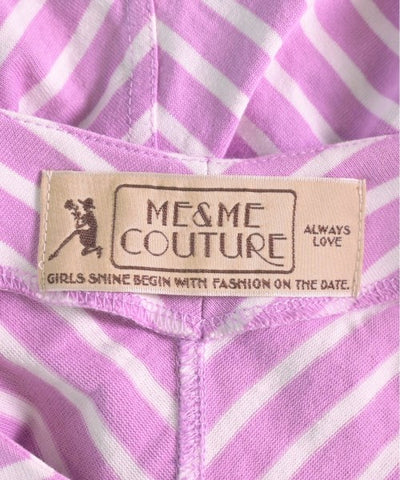 ME&ME
COUTURE
ALWAYS
LOVE
GIRLS SHINE BEGIN WITH FASHION ON THE DATE.